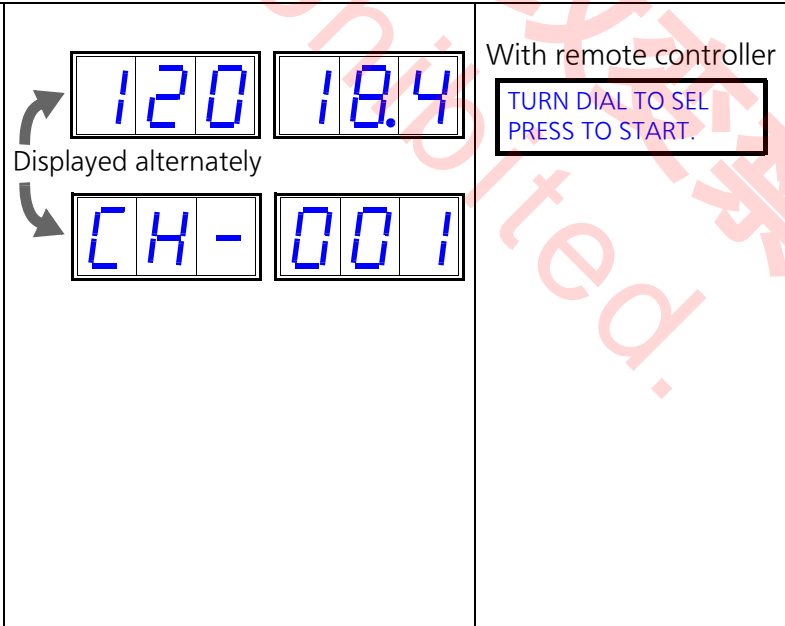 120 18.4
With remote controller
TURN DIAL TO SEL
PRESS TO START.
Displayed alternately
CH- 001